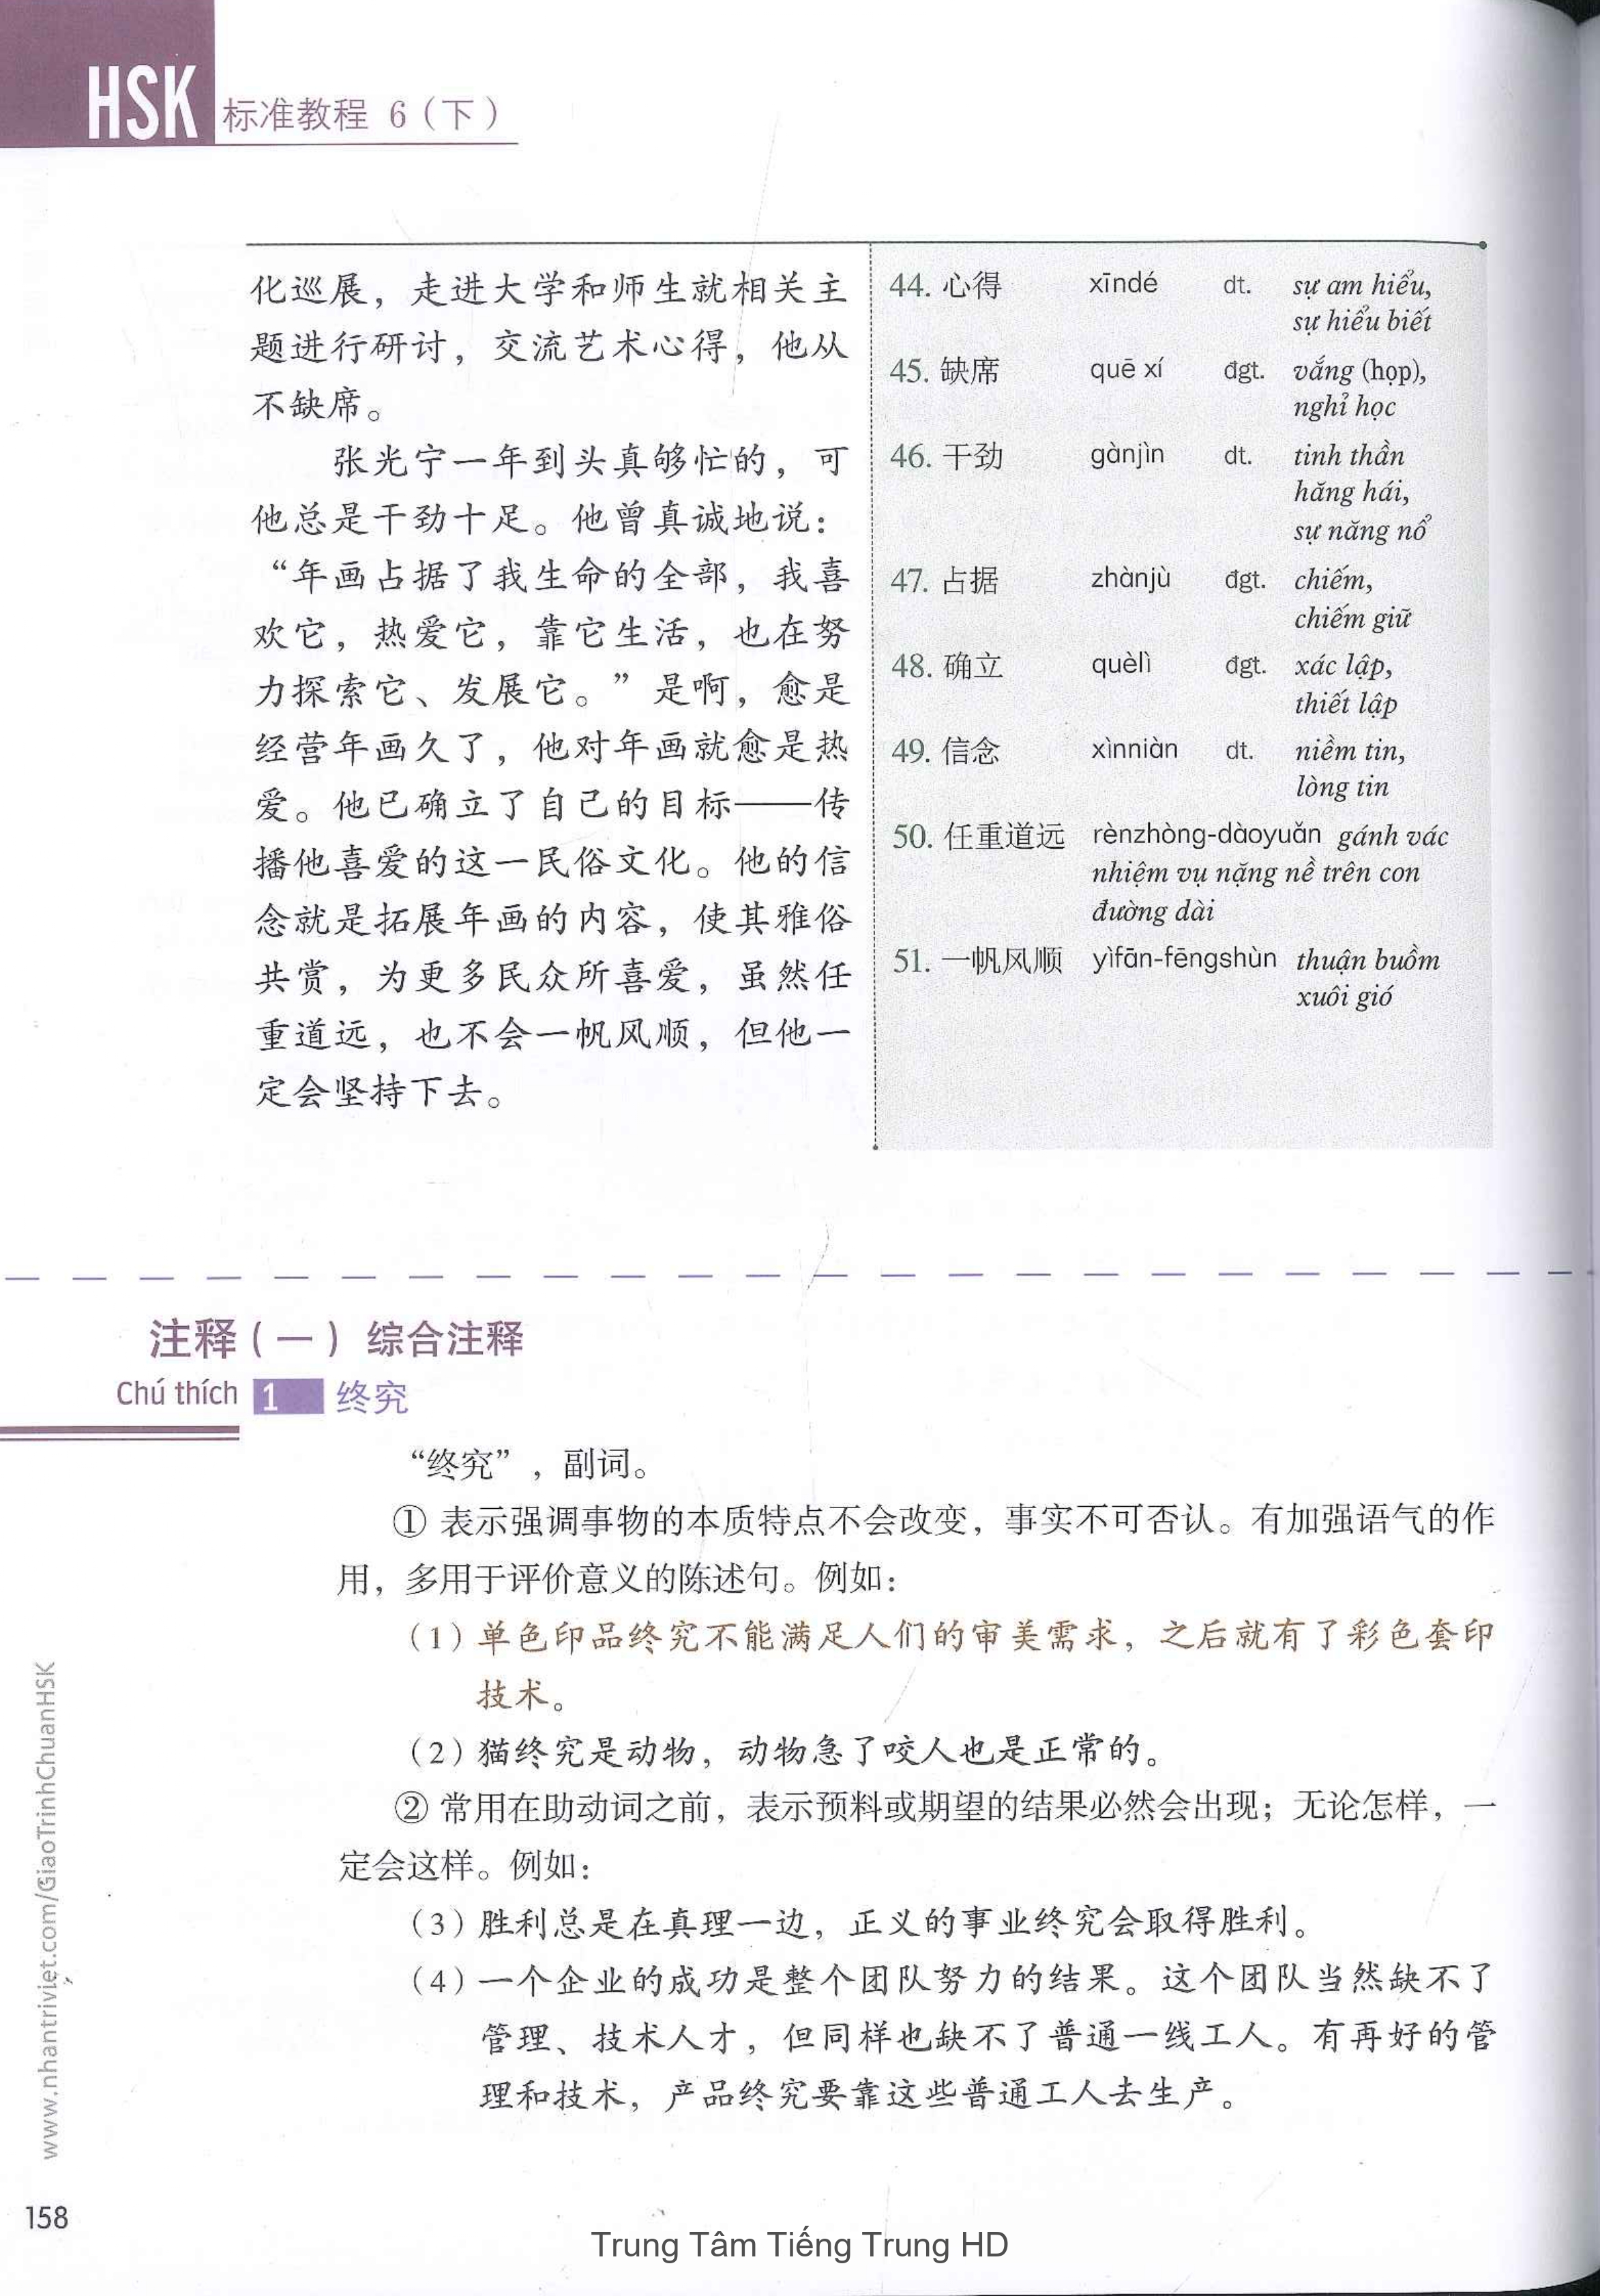 HSK 标准教程 6（下）
化巡展，走进大学和师生就相关主
题进行研讨，交流艺术心得，他从
不缺席。
张光宁一年到头真够忙的，可
他总是干劲十足。他曾真诚地说：
“年画占据了我生命的全部，我喜
欢它，热爱它，靠它生活，也在努
力探索它、发展它。”是啊，愈是
经营年画久了，他对年画就愈是热
爱。他已确立了自己的目标——传
播他喜爱的这一民俗文化。他的信
念就是拓展年画的内容，使其雅俗
共赏，为更多民众所喜爱，虽然任
重道远，也不会一帆风顺，但他一
定会坚持下去。
44. 心得 xīndé dt. sự am hiểu,
sự hiểu biết
45. 缺席 quē xí đgt. vắng (họp),
nghỉ học
46. 干劲 gànjìn dt. tinh thần
hăng hái,
sự năng nổ
47. 占据 zhànjù đgt. chiếm,
chiếm giữ
48. 确立 quèlì đgt. xác lập,
thiết lập
49. 信念 xìnniàn dt. niềm tin,
lòng tin
50. 任重道远 rènzhòng-dàoyuǎn gánh vác
nhiệm vụ nặng nề trên con
đường dài
51. 一帆风顺 yìfān-fēngshùn thuận buồm
xuôi gió
注释（一）综合注释
Chú thích 1 终究
“终究”，副词。
① 表示强调事物的本质特点不会改变，事实不可否认。有加强语气的作
用，多用于评价意义的陈述句。例如：
（1）单色印品终究不能满足人们的审美需求，之后就有了彩色套印
技术。
（2）猫终究是动物，动物急了咬人也是正常的。
② 常用在助动词之前，表示预料或期望的结果必然会出现；无论怎样，一
定会这样。例如：
（3）胜利总是在真理一边，正义的事业终究会取得胜利。
（4）一个企业的成功是整个团队努力的结果。这个团队当然缺不了
管理、技术人才，但同样也缺不了普通一线工人。有再好的管
理和技术，产品终究要靠这些普通工人去生产。
www.nhantriviet.com/GiaoTrinhChuanHSK
158
Trung Tâm Tiếng Trung HD